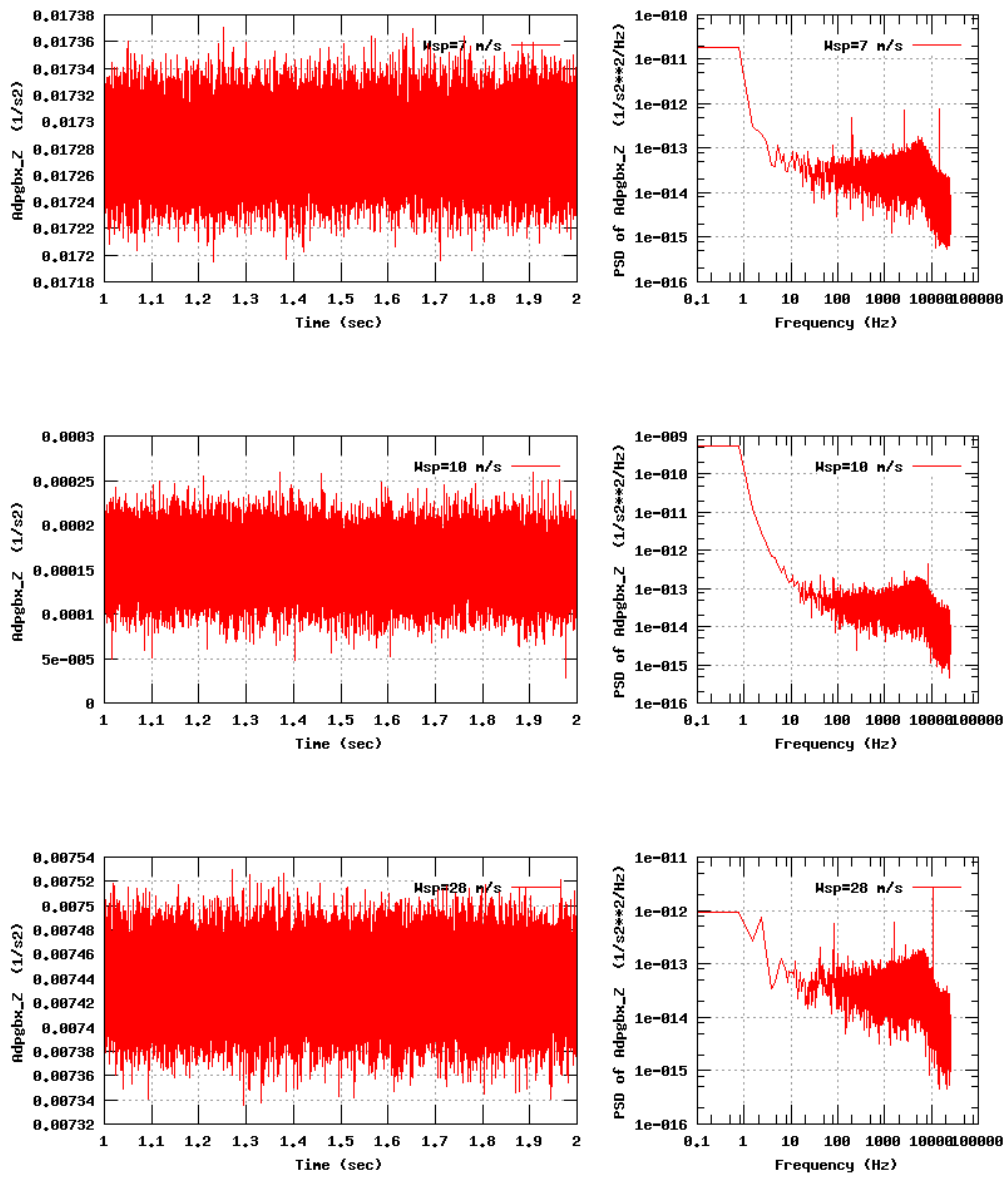 Adpgbx_Z (1/s2)
0.01738
0.01736
0.01734
0.01732
0.0173
0.01728
0.01726
0.01724
0.01722
0.0172
0.01718
Wsp=7 m/s
1 1.1 1.2 1.3 1.4 1.5 1.6 1.7 1.8 1.9 2
Time (sec)
PSD of Adpgbx_Z (1/s2**2/Hz)
1e-010
1e-011
1e-012
1e-013
1e-014
1e-015
1e-016
Wsp=7 m/s
0.1 1 10 100 1000 10000 100000
Frequency (Hz)
Adpgbx_Z (1/s2)
0.0003
0.00025
0.0002
0.00015
0.0001
5e-005
0
Wsp=10 m/s
1 1.1 1.2 1.3 1.4 1.5 1.6 1.7 1.8 1.9 2
Time (sec)
PSD of Adpgbx_Z (1/s2**2/Hz)
1e-009
1e-010
1e-011
1e-012
1e-013
1e-014
1e-015
1e-016
Wsp=10 m/s
0.1 1 10 100 1000 10000 100000
Frequency (Hz)
Adpgbx_Z (1/s2)
0.00754
0.00752
0.0075
0.00748
0.00746
0.00744
0.00742
0.0074
0.00738
0.00736
0.00734
0.00732
Wsp=28 m/s
1 1.1 1.2 1.3 1.4 1.5 1.6 1.7 1.8 1.9 2
Time (sec)
PSD of Adpgbx_Z (1/s2**2/Hz)
1e-011
1e-012
1e-013
1e-014
1e-015
1e-016
Wsp=28 m/s
0.1 1 10 100 1000 10000 100000
Frequency (Hz)